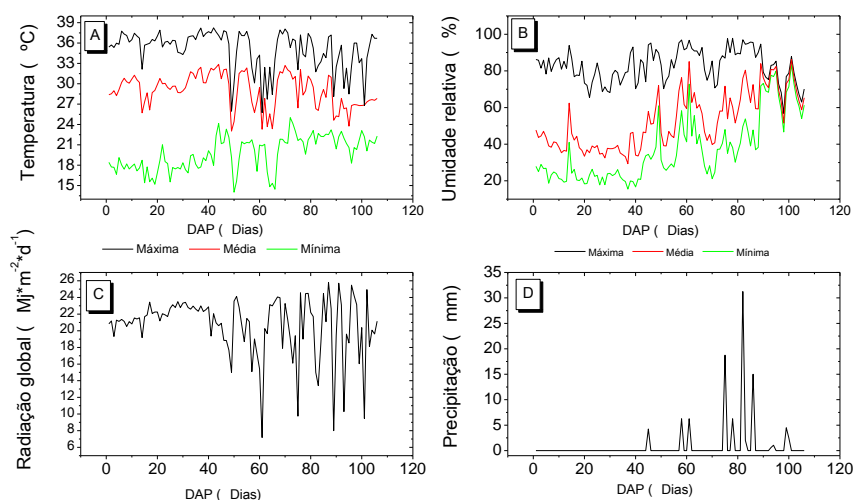 A
Temperatura ( ºC)
39
36
33
30
27
24
21
18
15
0 20 40 60 80 100 120
DAP ( Dias)
B
Umidade relativa ( %)
100
80
60
40
20
0 20 40 60 80 100 120
DAP ( Dias)
Máxima Média Mínima
Máxima Média Mínima
C
Radiação global ( Mj*m-2*d-1)
26
24
22
20
18
16
14
12
10
8
6
0 20 40 60 80 100 120
DAP ( Dias)
D
Precipitação ( mm)
35
30
25
20
15
10
5
0
0 20 40 60 80 100 120
DAP ( Dias)